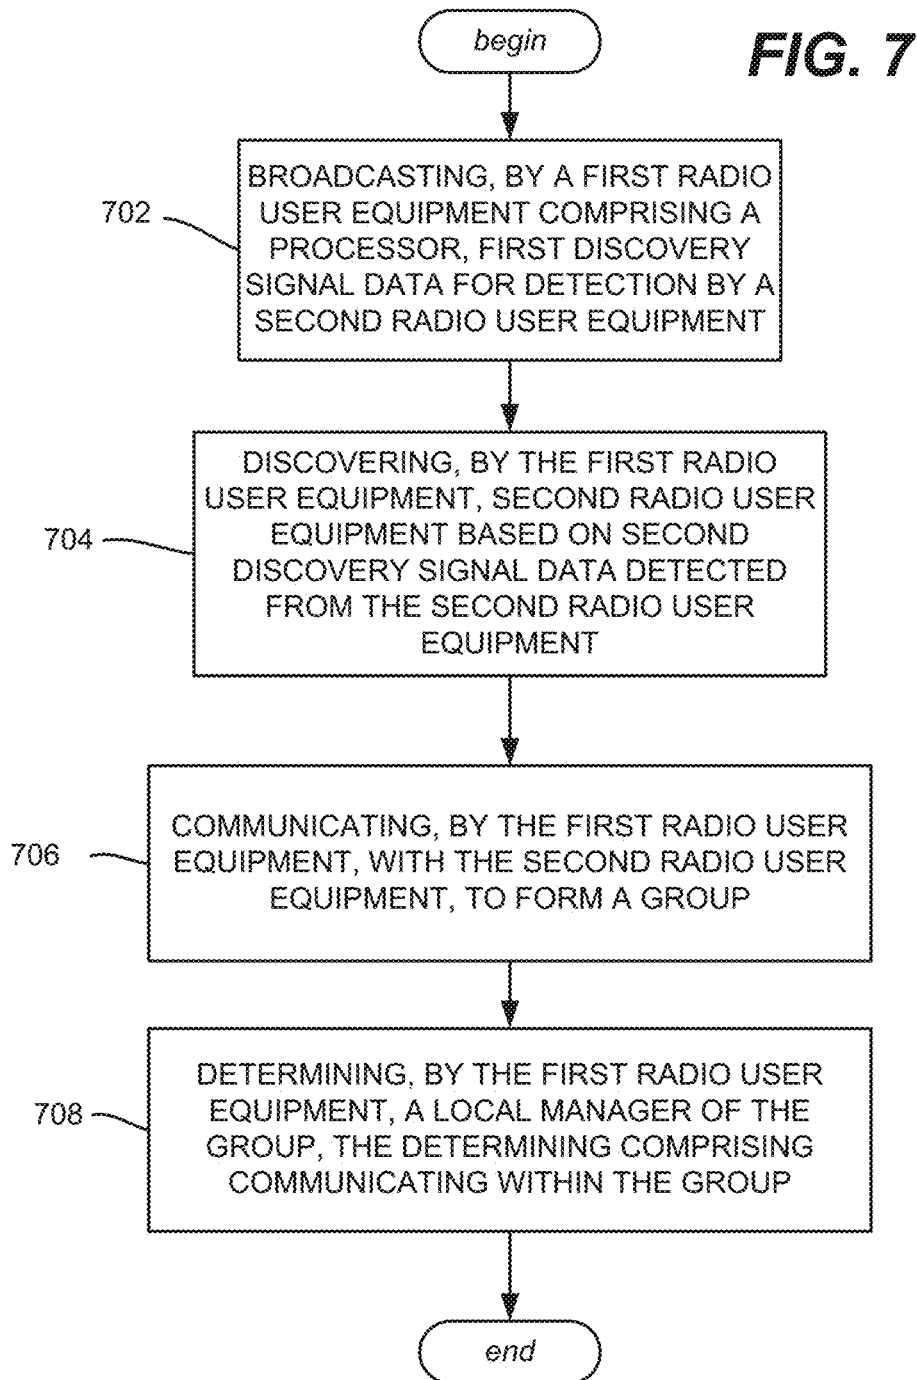 begin
FIG. 7
702
BROADCASTING, BY A FIRST RADIO
USER EQUIPMENT COMPRISING A
PROCESSOR, FIRST DISCOVERY
SIGNAL DATA FOR DETECTION BY A
SECOND RADIO USER EQUIPMENT
704
DISCOVERING, BY THE FIRST RADIO
USER EQUIPMENT, SECOND RADIO USER
EQUIPMENT BASED ON SECOND
DISCOVERY SIGNAL DATA DETECTED
FROM THE SECOND RADIO USER
EQUIPMENT
706
COMMUNICATING, BY THE FIRST RADIO USER
EQUIPMENT, WITH THE SECOND RADIO USER
EQUIPMENT, TO FORM A GROUP
708
DETERMINING, BY THE FIRST RADIO USER
EQUIPMENT, A LOCAL MANAGER OF THE
GROUP, THE DETERMINING COMPRISING
COMMUNICATING WITHIN THE GROUP
end